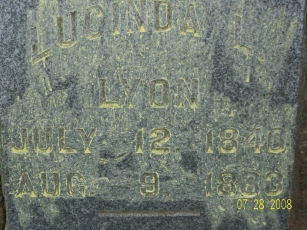 LUCINDA L.
LYON
JULY 12 1840
AUG. 9 1883
07 28 2008